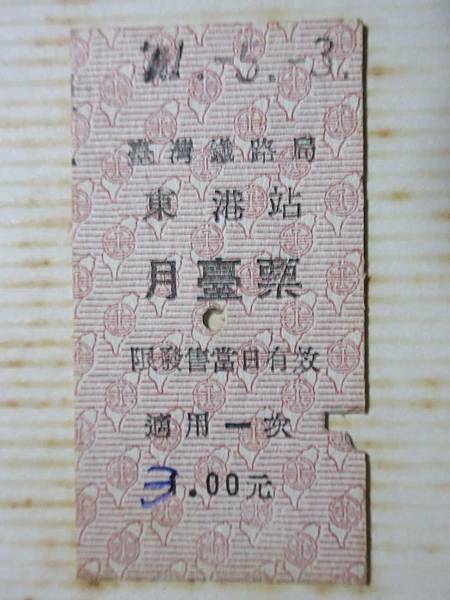 臺灣鐵路局
東港站
月臺票
限發售當日有效
適用一次
3.00元